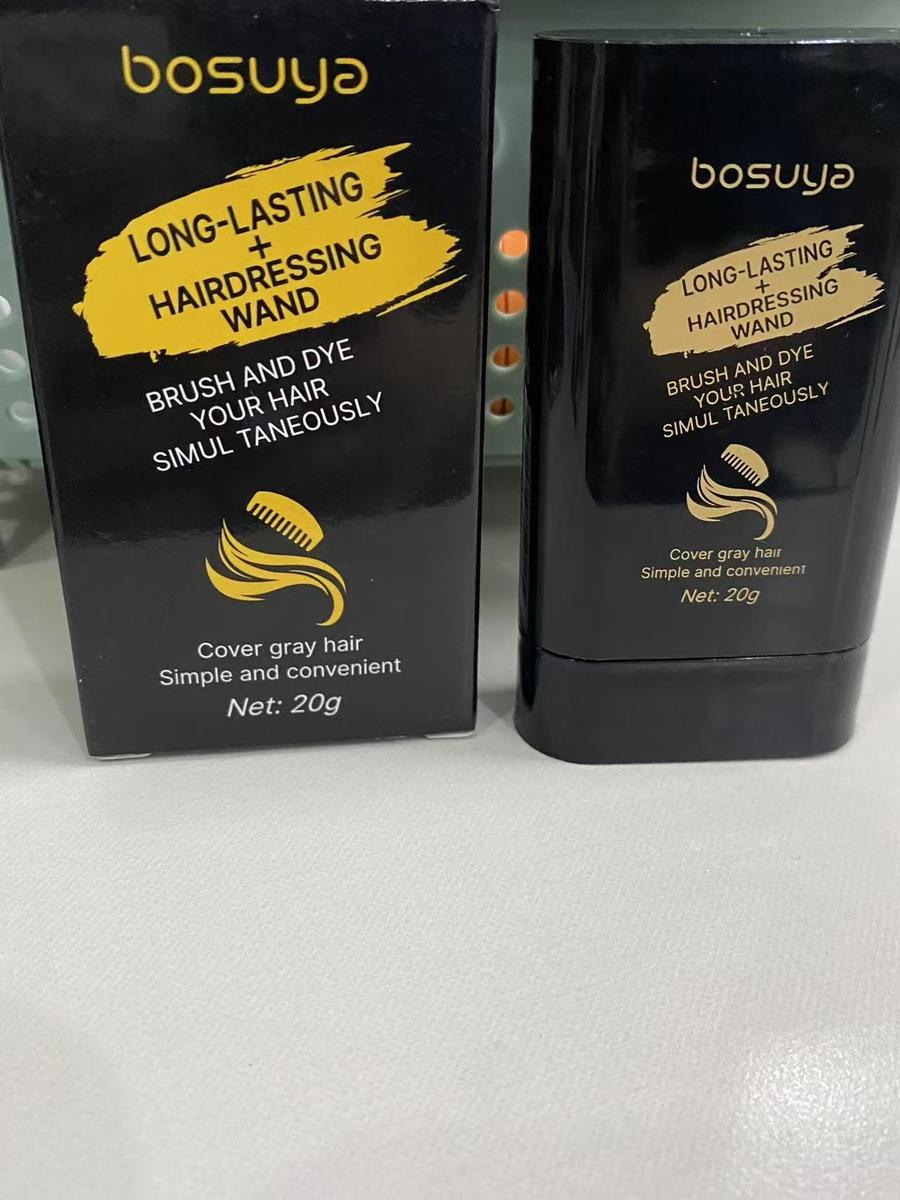 bosuya
LONG-LASTING
+
HAIRDRESSING
WAND
BRUSH AND DYE
YOUR HAIR
SIMUL TANEOUSLY
Cover gray hair
Simple and convenient
Net: 20g
bosuya
LONG-LASTING
+
HAIRDRESSING
WAND
BRUSH AND DYE
YOUR HAIR
SIMUL TANEOUSLY
Cover gray hair
Simple and convenient
Net: 20g